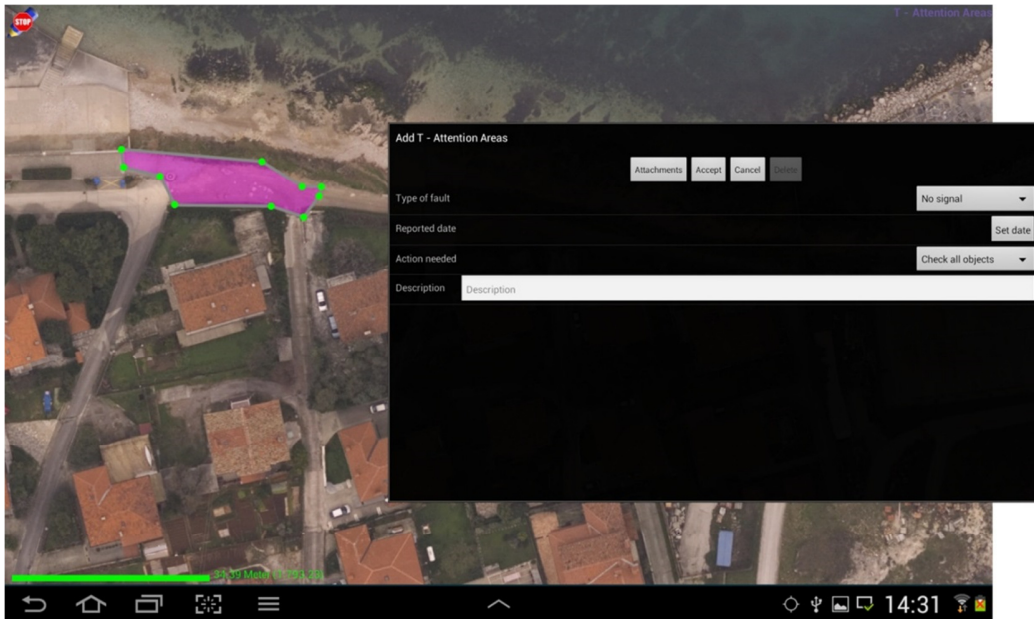 STOP
T - Attention Areas
Add T - Attention Areas
Attachments Accept Cancel Delete
Type of fault No signal
Reported date Set date
Action needed Check all objects
Description Description
Meter
14:31